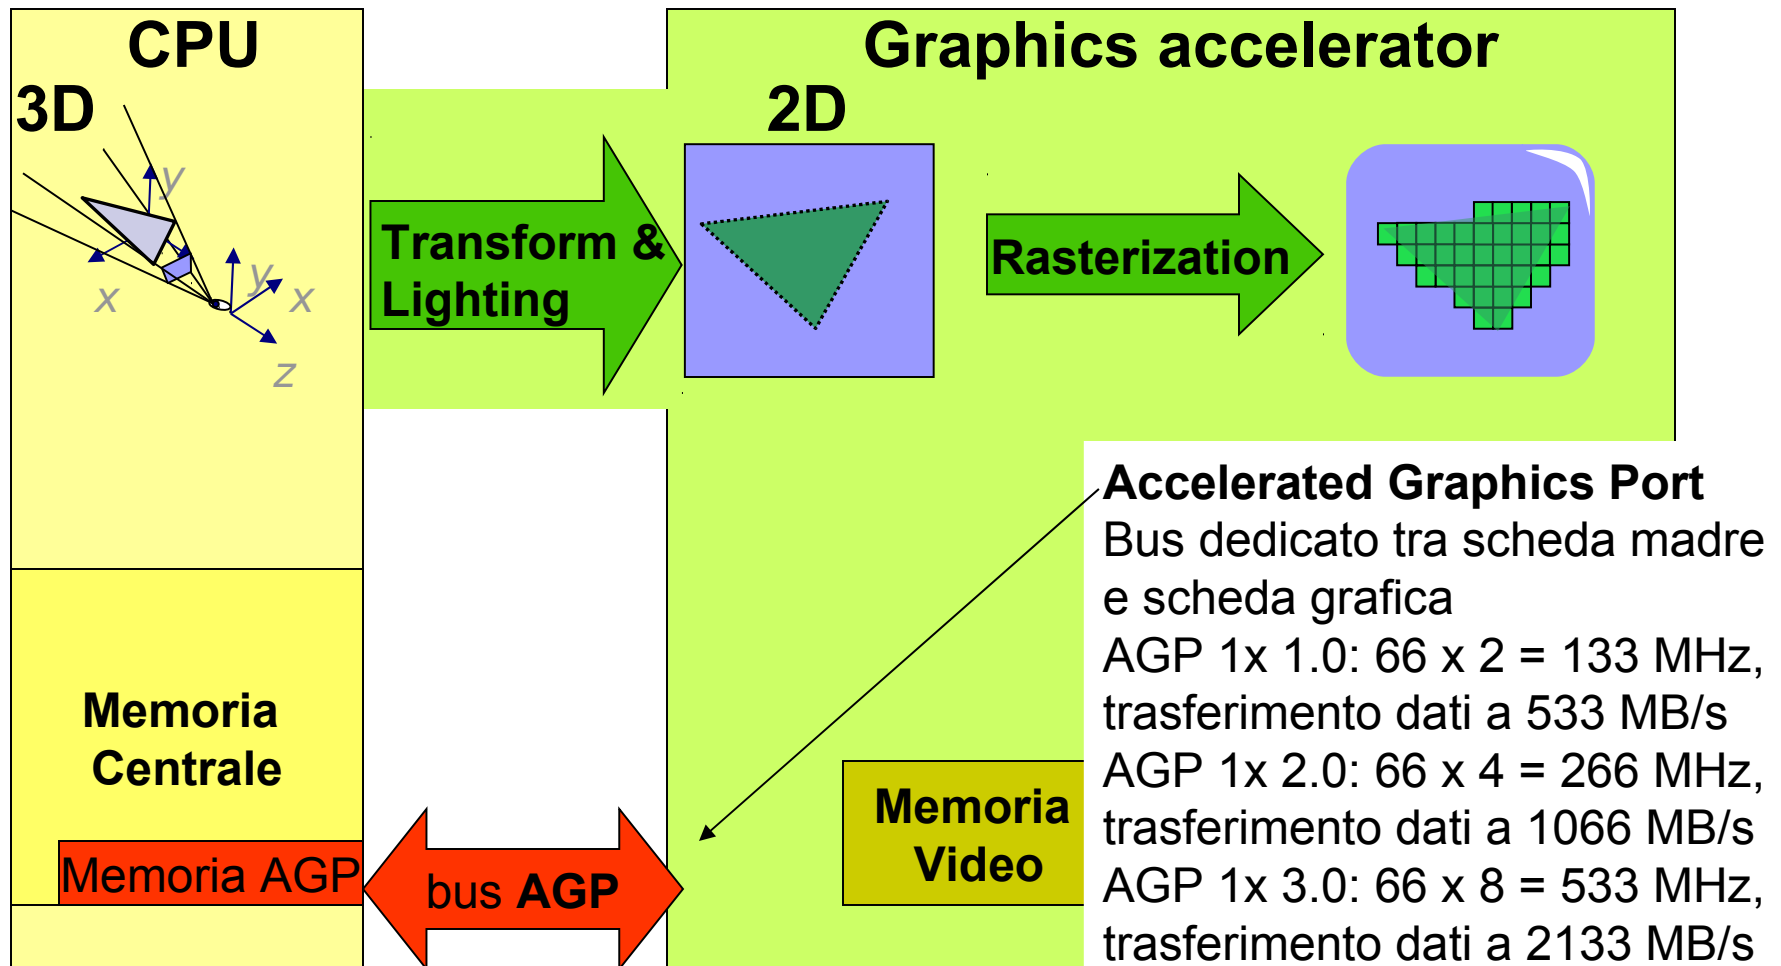 CPU
Graphics accelerator
3D
2D
y
x
y
x
z
Transform &
Lighting
Rasterization
Accelerated Graphics Port
Bus dedicato tra scheda madre
e scheda grafica
AGP 1x 1.0: 66 x 2 = 133 MHz,
trasferimento dati a 533 MB/s
AGP 1x 2.0: 66 x 4 = 266 MHz,
trasferimento dati a 1066 MB/s
AGP 1x 3.0: 66 x 8 = 533 MHz,
trasferimento dati a 2133 MB/s
Memoria
Centrale
Memoria AGP
bus AGP
Memoria
Video